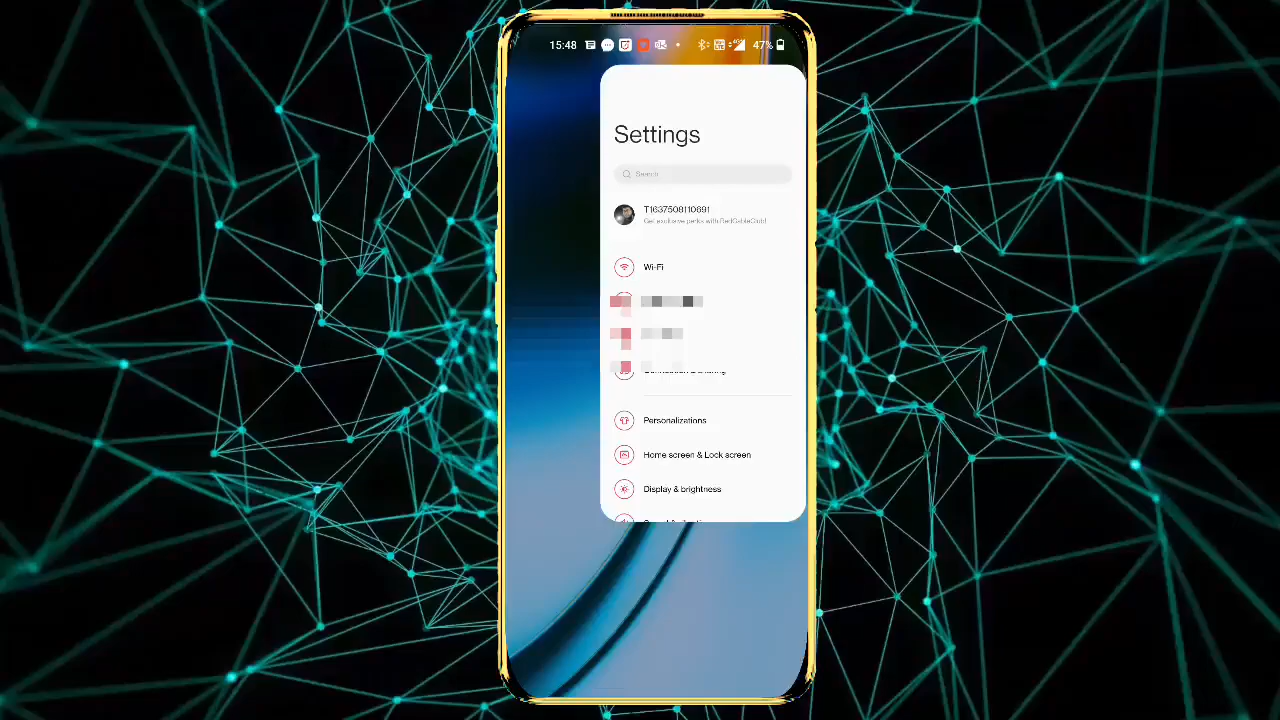 15:48
47%
Settings
Search
T1637508110691
Get exclusive perks with RedCableClub!
Wi-Fi
Personalizations
Home screen & Lock screen
Display & brightness